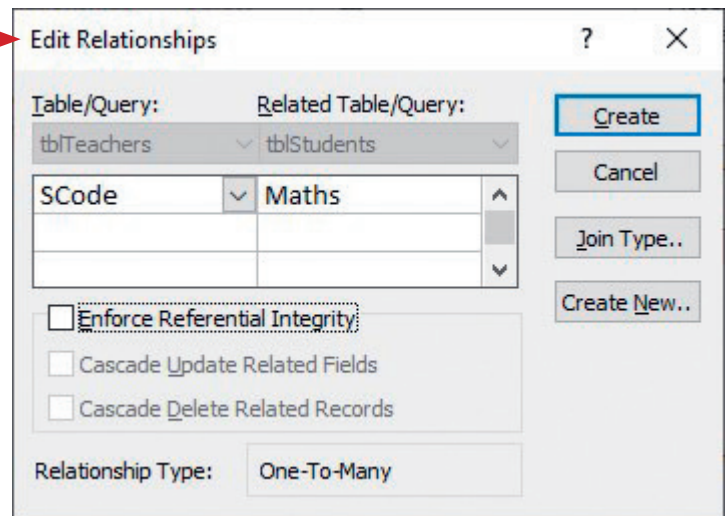 Edit Relationships ? ×
Table/Query: Related Table/Query:
tblTeachers tblStudents
SCode Maths
Enforce Referential Integrity
Cascade Update Related Fields
Cascade Delete Related Records
Relationship Type: One-To-Many
Create
Cancel
Join Type..
Create New..